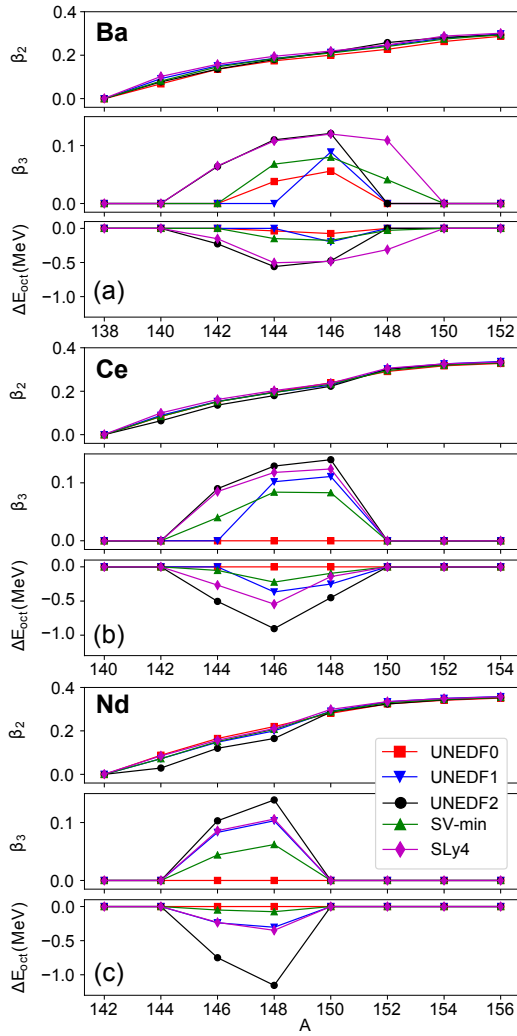 Ba
β₂
0.4
0.2
0.0
β₃
0.1
0.0
ΔE_oct(MeV)
0.0
−0.5
−1.0
(a)
138 140 142 144 146 148 150 152
Ce
β₂
0.4
0.2
0.0
β₃
0.1
0.0
ΔE_oct(MeV)
0.0
−0.5
−1.0
(b)
140 142 144 146 148 150 152 154
Nd
β₂
0.4
0.2
0.0
UNEDF0
UNEDF1
UNEDF2
SV-min
SLy4
β₃
0.1
0.0
ΔE_oct(MeV)
0.0
−0.5
−1.0
(c)
142 144 146 148 150 152 154 156
A